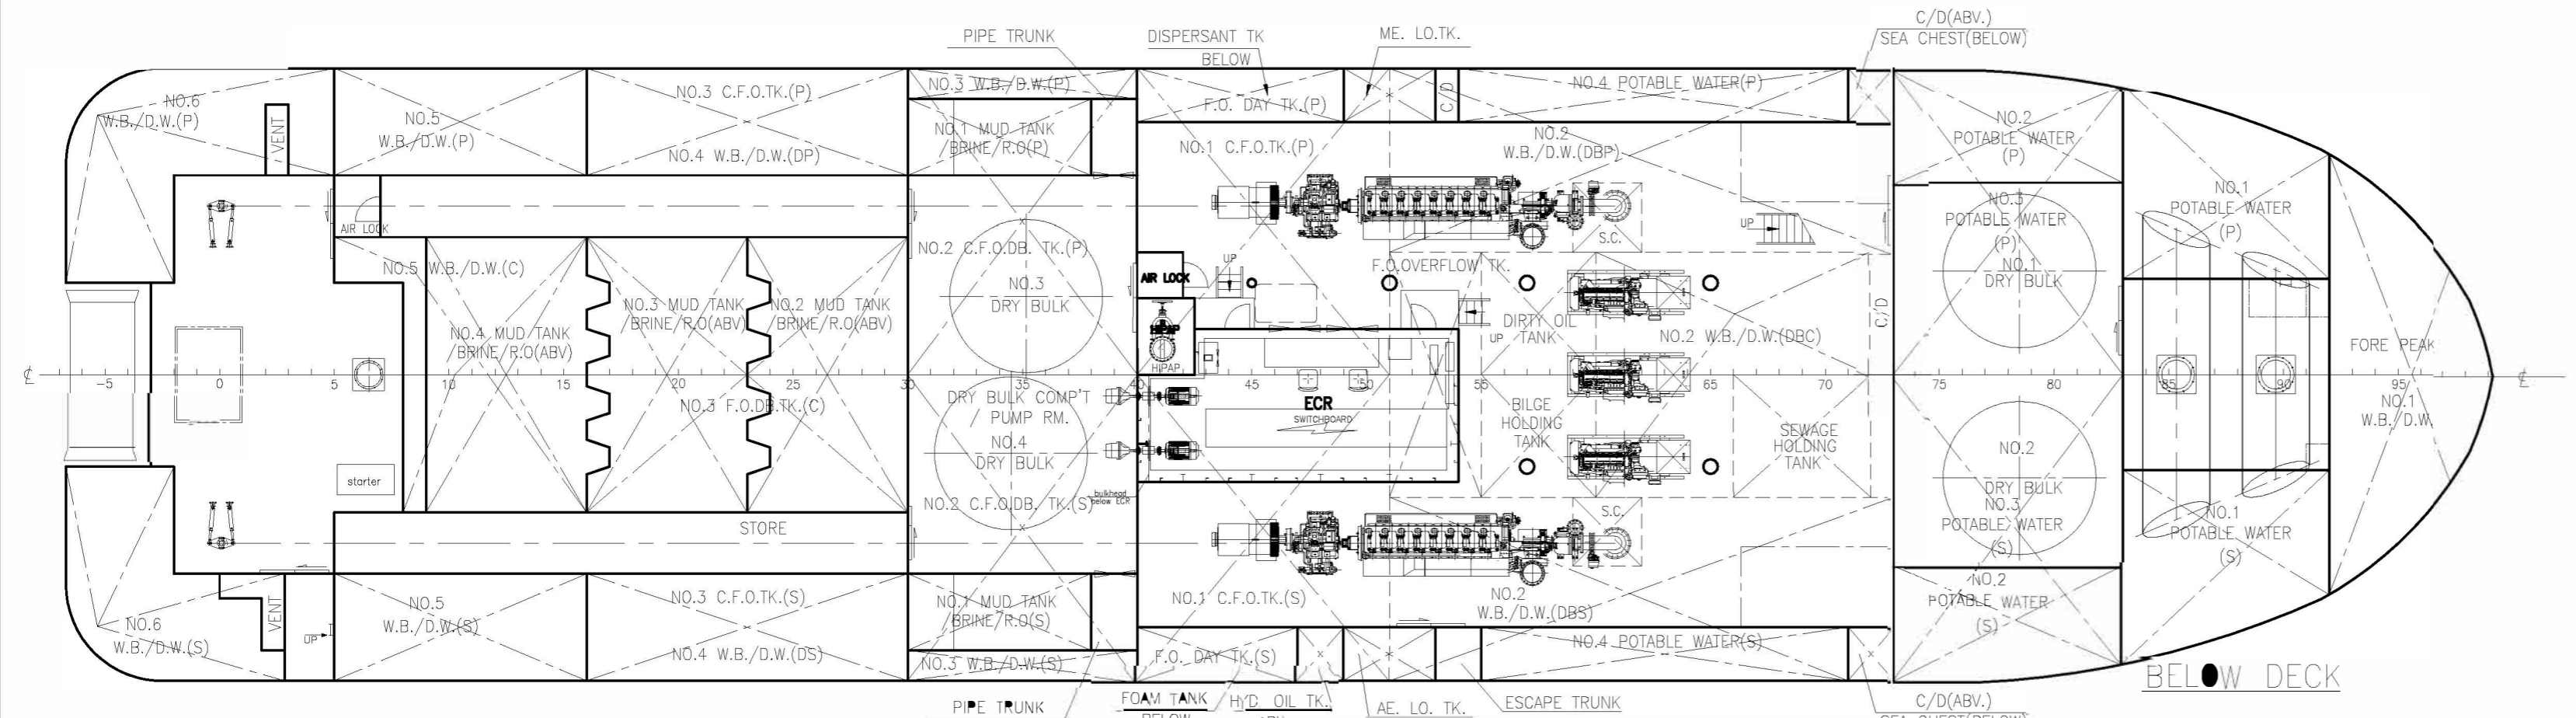 C/D(ABV.)
SEA CHEST(BELOW)
PIPE TRUNK
DISPERSANT TK
BELOW
ME. LO.TK.
NO.6
W.B./D.W.(P)
VENT
NO.5
W.B./D.W.(P)
NO.3 C.F.O.TK.(P)
NO.4 W.B./D.W.(DP)
NO.3 W.B./D.W.(P)
NO.1 MUD TANK
/BRINE/R.O(P)
F.O. DAY TK.(P)
C/D
NO.4 POTABLE WATER(P)
NO.1 C.F.O.TK.(P)
NO.2
W.B./D.W.(DBP)
NO.2
POTABLE WATER
(P)
NO.1
POTABLE WATER
(P)
NO.3
POTABLE WATER
(P)
NO.1
DRY BULK
AIR LOCK
NO.5 W.B./D.W.(C)
NO.4 MUD TANK
/BRINE/R.O(ABV)
NO.3 MUD TANK
/BRINE/R.O(ABV)
NO.2 MUD TANK
/BRINE/R.O(ABV)
NO.2 C.F.O.DB. TK.(P)
NO.3
DRY BULK
AIR LOCK
UP
HIPAP
HIPAP
S.C.
UP
F.O.OVERFLOW TK.
UP
DIRTY OIL
TANK
NO.2 W.B./D.W.(DBC)
C/D
FORE PEAK
NO.1
W.B./D.W.
-5 0 5 10 15 20 25 30 35 40 45 50 55 65 70 75 80 85 90 95
NO.3 F.O.DB.TK.(C)
DRY BULK COMP'T
/ PUMP RM.
NO.4
DRY BULK
ECR
SWITCHBOARD
BILGE
HOLDING
TANK
SEWAGE
HOLDING
TANK
NO.2
DRY BULK
NO.3
POTABLE WATER
(S)
NO.1
POTABLE WATER
(S)
starter
STORE
bulkhead
below ECR
NO.2 C.F.O.DB. TK.(S)
S.C.
NO.6
W.B./D.W.(S)
VENT
UP
NO.5
W.B./D.W.(S)
NO.3 C.F.O.TK.(S)
NO.4 W.B./D.W.(DS)
NO.1 MUD TANK
BRINE/R.O(S)
NO.3 W.B./D.W.(S)
NO.1 C.F.O.TK.(S)
NO.2
W.B./D.W.(DBS)
NO.2
POTABLE WATER
(S)
F.O. DAY TK.(S)
NO.4 POTABLE WATER(S)
BELOW DECK
PIPE TRUNK
FOAM TANK
BELOW
HYD. OIL TK.
AE. LO. TK.
ESCAPE TRUNK
C/D(ABV.)
SEA CHEST(BELOW)